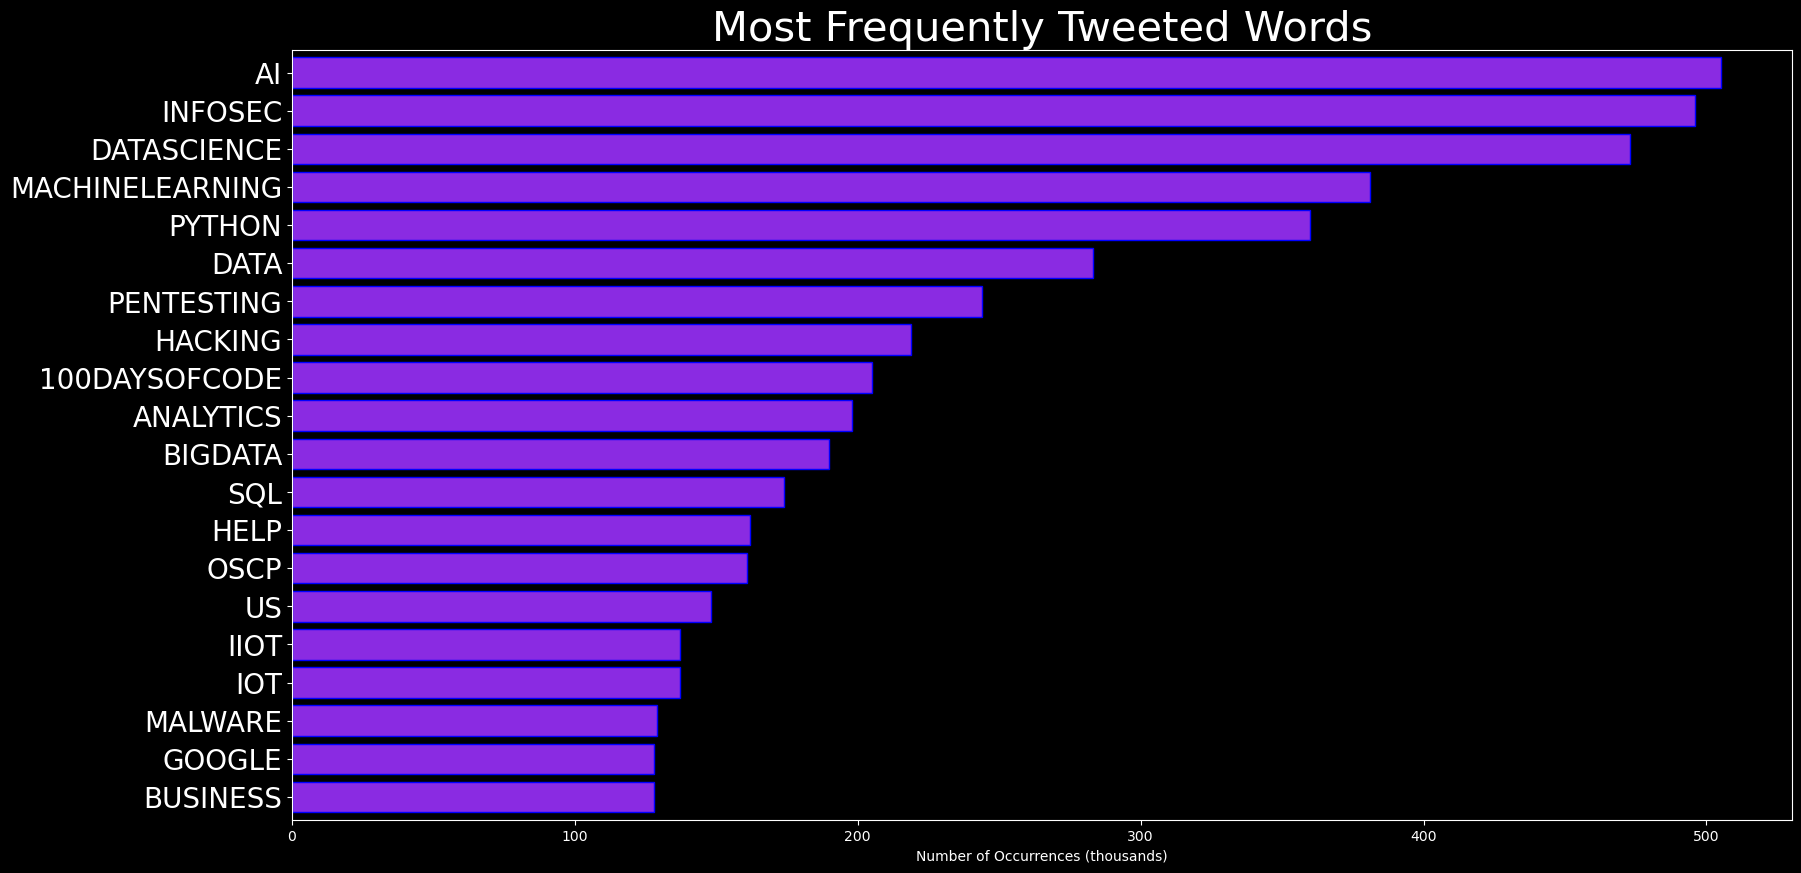 Most Frequently Tweeted Words
AI
INFOSEC
DATASCIENCE
MACHINELEARNING
PYTHON
DATA
PENTESTING
HACKING
100DAYSOFCODE
ANALYTICS
BIGDATA
SQL
HELP
OSCP
US
IIOT
IOT
MALWARE
GOOGLE
BUSINESS
0 100 200 300 400 500
Number of Occurrences (thousands)